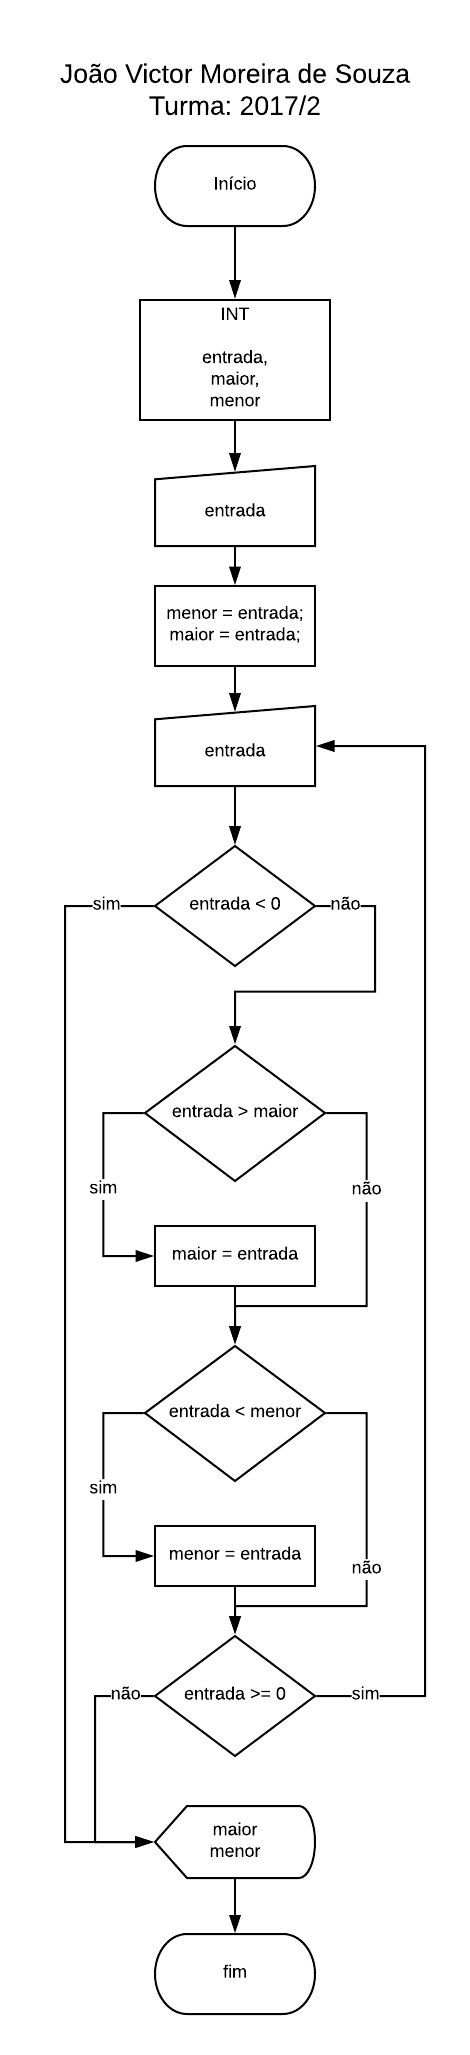 João Victor Moreira de Souza
Turma: 2017/2
Início
INT
entrada,
maior,
menor
entrada
menor = entrada;
maior = entrada;
entrada
sim
entrada < 0
não
entrada > maior
sim
não
maior = entrada
entrada < menor
sim
menor = entrada
não
não
entrada >= 0
sim
maior
menor
fim